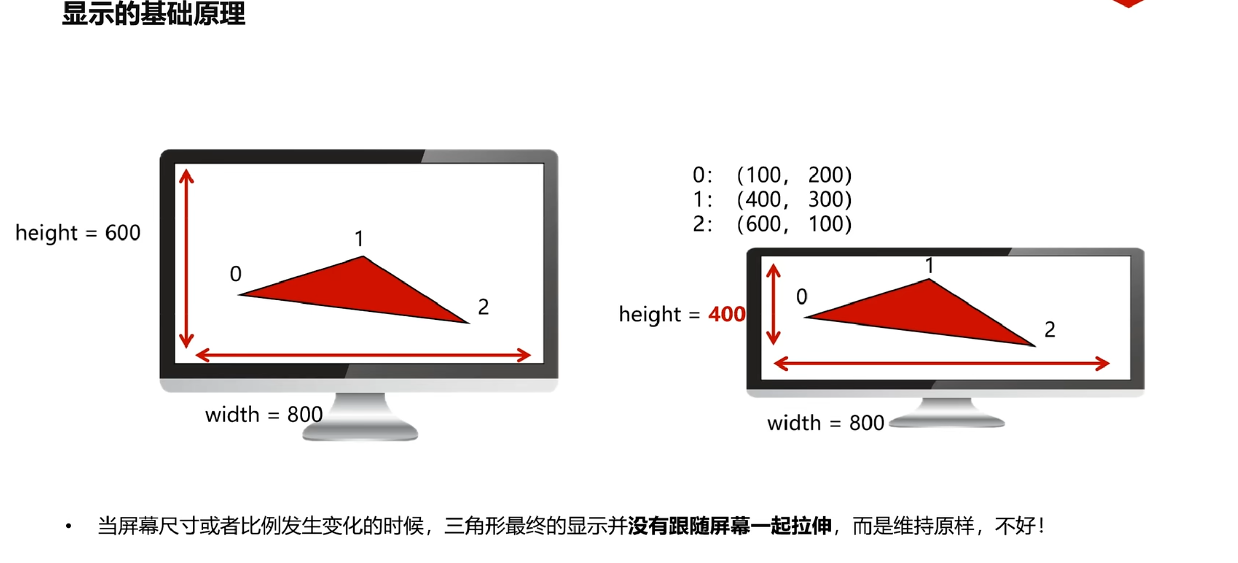 显示的基础原理
height = 600
0
1
2
width = 800
0: (100, 200)
1: (400, 300)
2: (600, 100)
height = 400
0
1
2
width = 800
• 当屏幕尺寸或者比例发生变化的时候，三角形最终的显示并没有跟随屏幕一起拉伸，而是维持原样，不好！